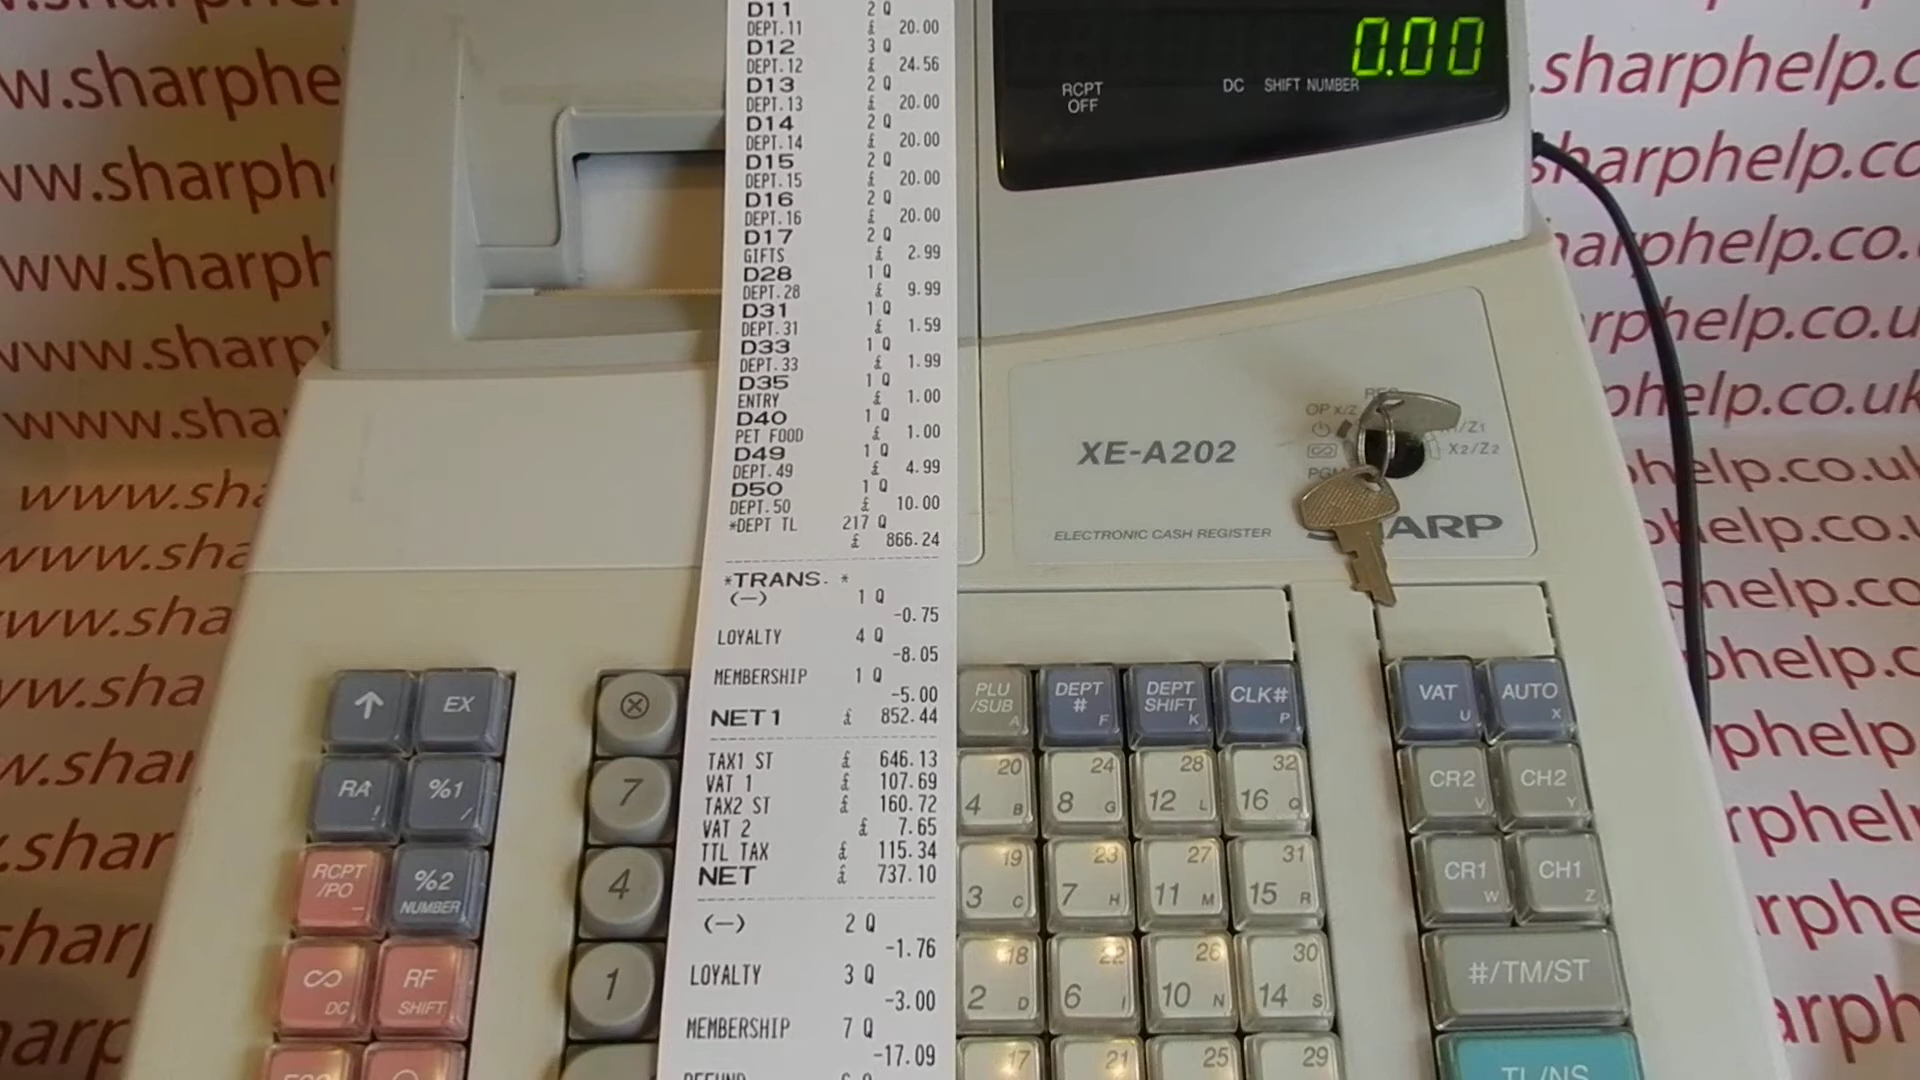 D11 2 Q
DEPT.11 £ 20.00
D12 3 Q
DEPT.12 £ 24.56
D13 2 Q
DEPT.13 £ 20.00
D14 2 Q
DEPT.14 £ 20.00
D15 2 Q
DEPT.15 £ 20.00
D16 2 Q
DEPT.16 £ 20.00
D17 2 Q
GIFTS £ 2.99
D28 1 Q
DEPT.28 £ 9.99
D31 1 Q
DEPT.31 £ 1.59
D33 1 Q
DEPT.33 £ 1.99
D35 1 Q
ENTRY £ 1.00
D40 1 Q
PET FOOD £ 1.00
D49 1 Q
DEPT.49 £ 4.99
D50 1 Q
DEPT.50 £ 10.00
*DEPT TL 217 Q
£ 866.24
*TRANS. *
(-) 1 Q
-0.75
LOYALTY 4 Q
-8.05
MEMBERSHIP 1 Q
-5.00
NET1 £ 852.44
TAX1 ST £ 646.13
VAT 1 £ 107.69
TAX2 ST £ 160.72
VAT 2 £ 7.65
TTL TAX £ 115.34
NET £ 737.10
(-) 2 Q
-1.76
LOYALTY 3 Q
-3.00
MEMBERSHIP 7 Q
-17.09
0.00
RCPT OFF DC SHIFT NUMBER
OP X/Z
X2/Z2
XE-A202
ELECTRONIC CASH REGISTER
↑ EX
RA↑ ! %1 /
RCPT/PO - %2 NUMBER
DC RF SHIFT
⊗
7
4
1
PLU/SUB A DEPT # F DEPT SHIFT K CLK# P
20 4 B 24 8 G 28 12 L 32 16 Q
19 3 C 23 7 H 27 11 M 31 15 R
18 2 D 22 6 I 26 10 N 30 14 S
17 21 25 29
VAT U AUTO X
CR2 V CH2 Y
CR1 W CH1 Z
#/TM/ST
TL/NS
www.sharphelp.co.uk